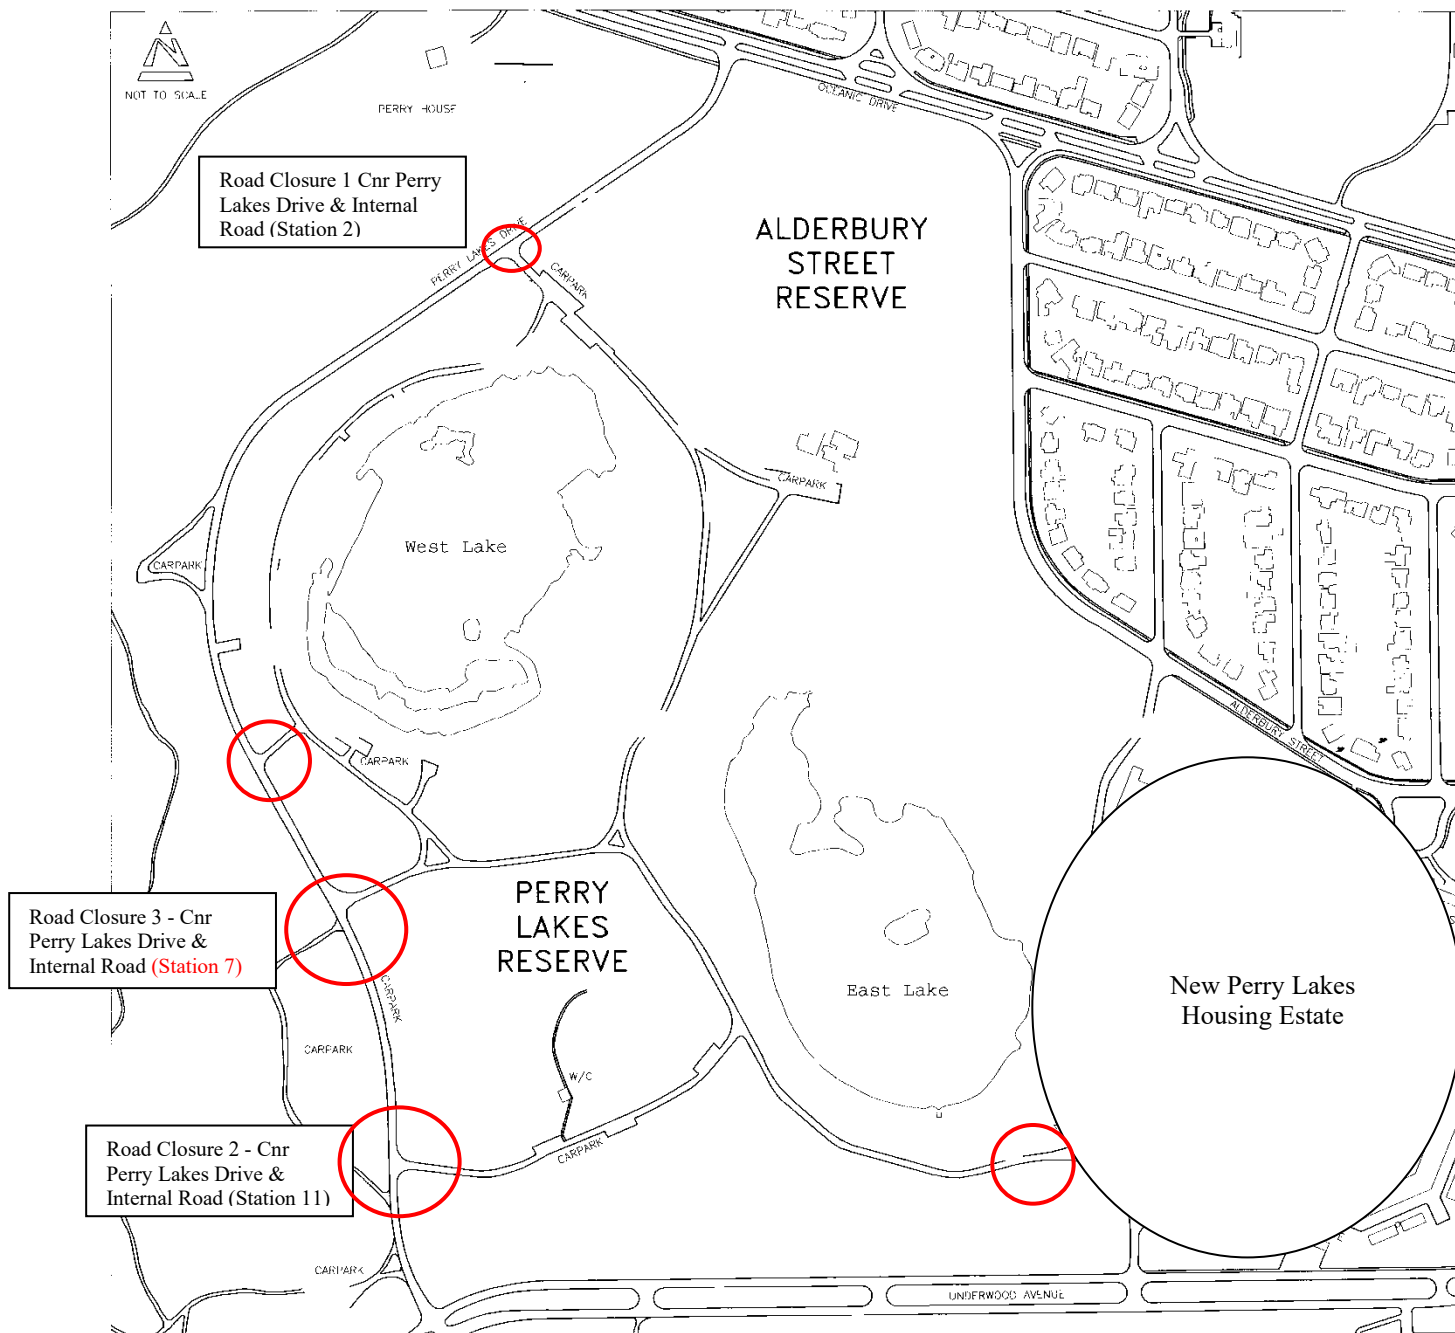 N
NOT TO SCALE
PERRY HOUSE
OCEANIC DRIVE
Road Closure 1 Cnr Perry
Lakes Drive & Internal
Road (Station 2)
PERRY LAKES DRIVE
CARPARK
ALDERBURY
STREET
RESERVE
CARPARK
West Lake
CARPARK
ALDERBURY STREET
CARPARK
PERRY
LAKES
RESERVE
Road Closure 3 - Cnr
Perry Lakes Drive &
Internal Road (Station 7)
CARPARK
East Lake
New Perry Lakes
Housing Estate
CARPARK
W/C
CARPARK
Road Closure 2 - Cnr
Perry Lakes Drive &
Internal Road (Station 11)
CARPARK
UNDERWOOD AVENUE